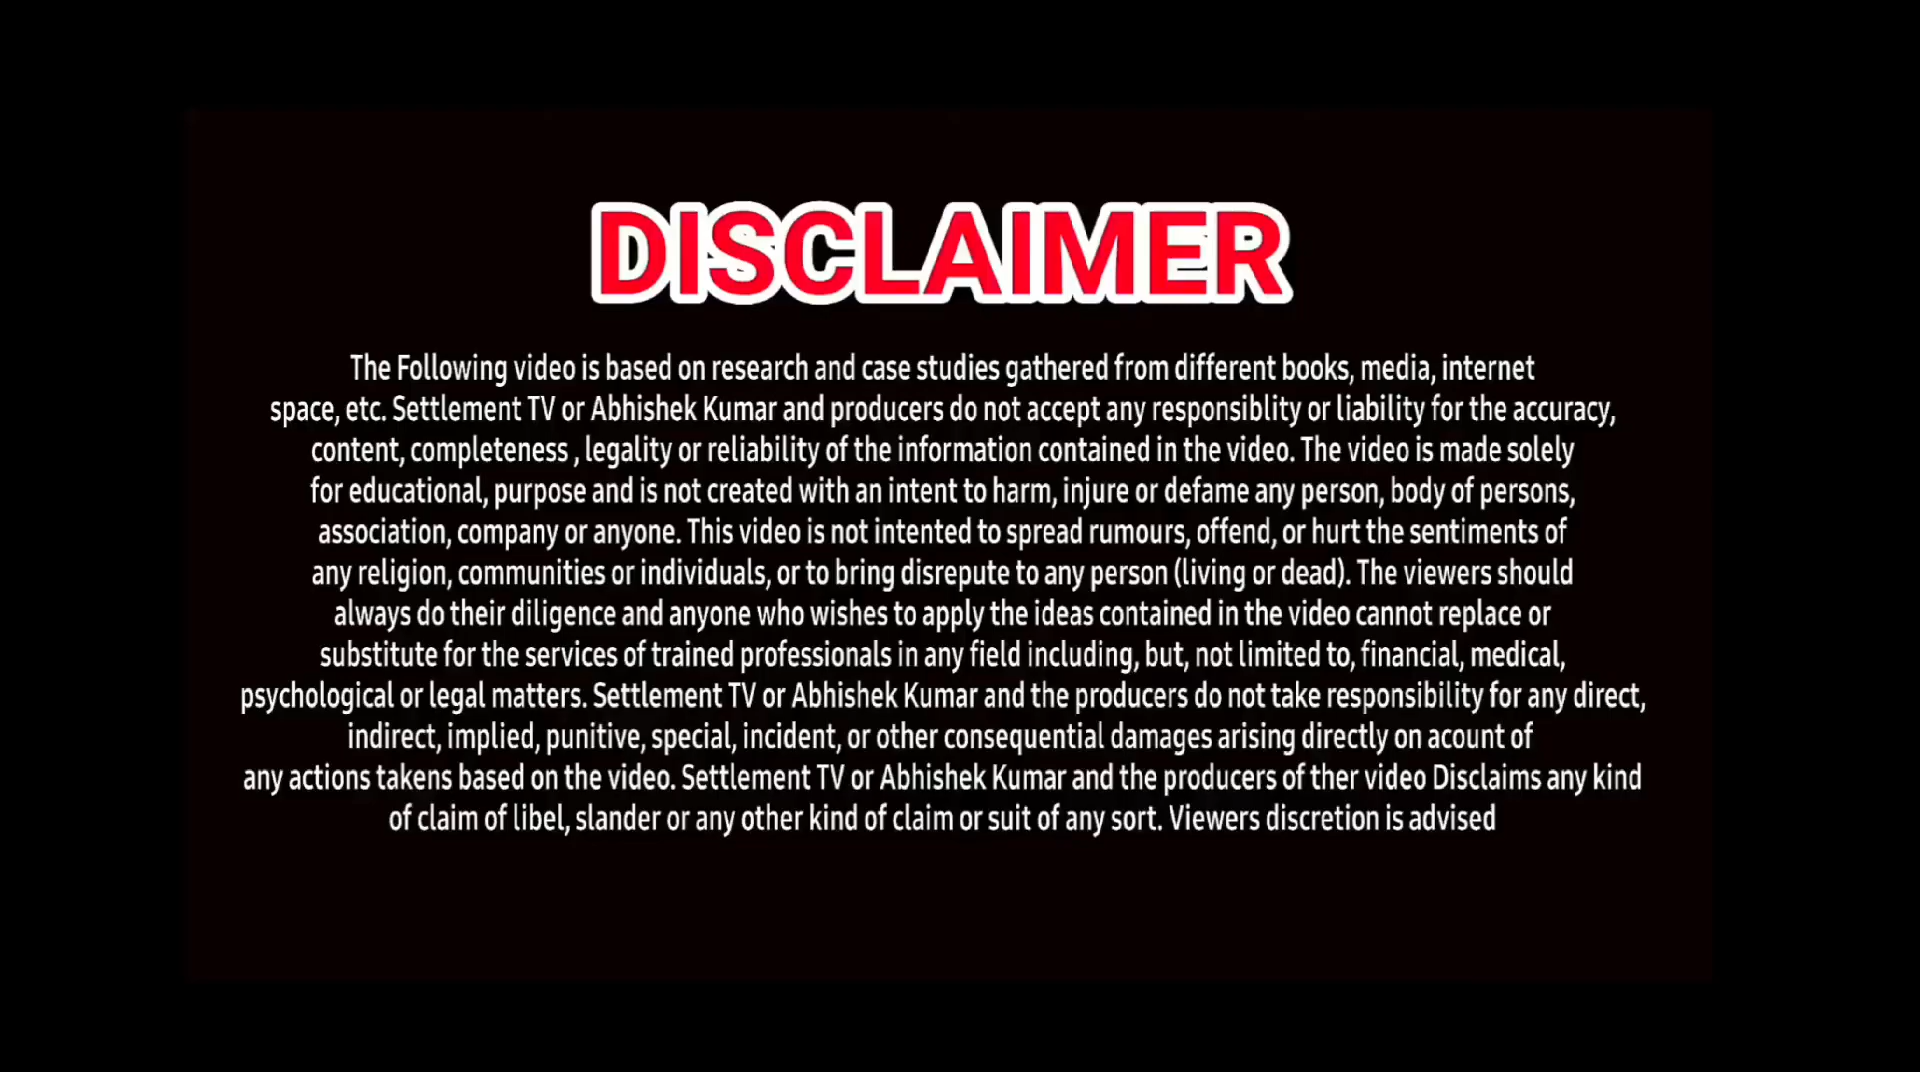 DISCLAIMER
The Following video is based on research and case studies gathered from different books, media, internet
space, etc. Settlement TV or Abhishek Kumar and producers do not accept any responsiblity or liability for the accuracy,
content, completeness , legality or reliability of the information contained in the video. The video is made solely
for educational, purpose and is not created with an intent to harm, injure or defame any person, body of persons,
association, company or anyone. This video is not intented to spread rumours, offend, or hurt the sentiments of
any religion, communities or individuals, or to bring disrepute to any person (living or dead). The viewers should
always do their diligence and anyone who wishes to apply the ideas contained in the video cannot replace or
substitute for the services of trained professionals in any field including, but, not limited to, financial, medical,
psychological or legal matters. Settlement TV or Abhishek Kumar and the producers do not take responsibility for any direct,
indirect, implied, punitive, special, incident, or other consequential damages arising directly on acount of
any actions takens based on the video. Settlement TV or Abhishek Kumar and the producers of ther video Disclaims any kind
of claim of libel, slander or any other kind of claim or suit of any sort. Viewers discretion is advised